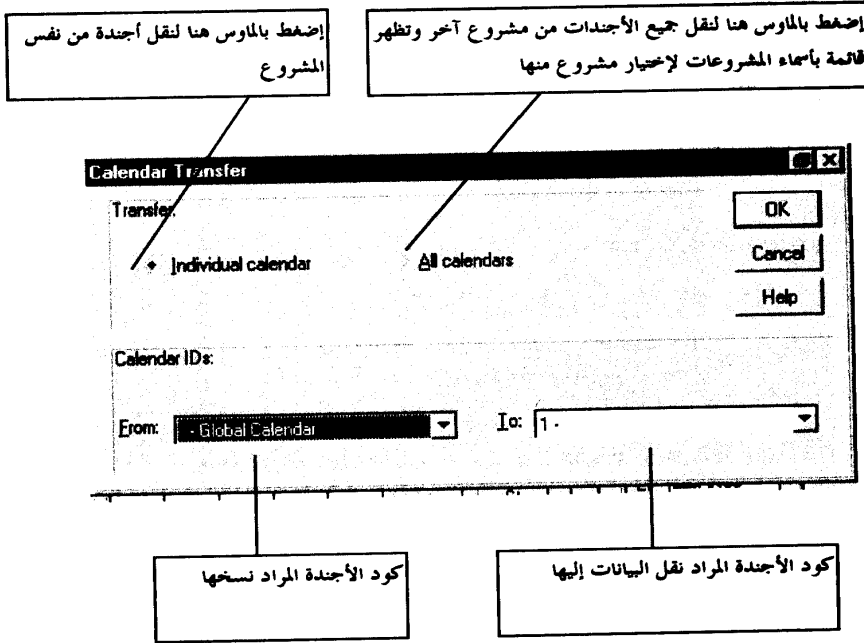 إضغط بالماوس هنا لنقل جميع الأجندات من مشروع آخر وتظهر
قائمة بأسماء المشروعات لإختيار مشروع منها
إضغط بالماوس هنا لنقل أجندة من نفس
المشروع
Calendar Transfer
Transfer:
Individual calendar
All calendars
OK
Cancel
Help
Calendar IDs:
From: - Global Calendar
To: 1 -
كود الأجندة المراد نقل البيانات إليها
كود الأجندة المراد نسخها